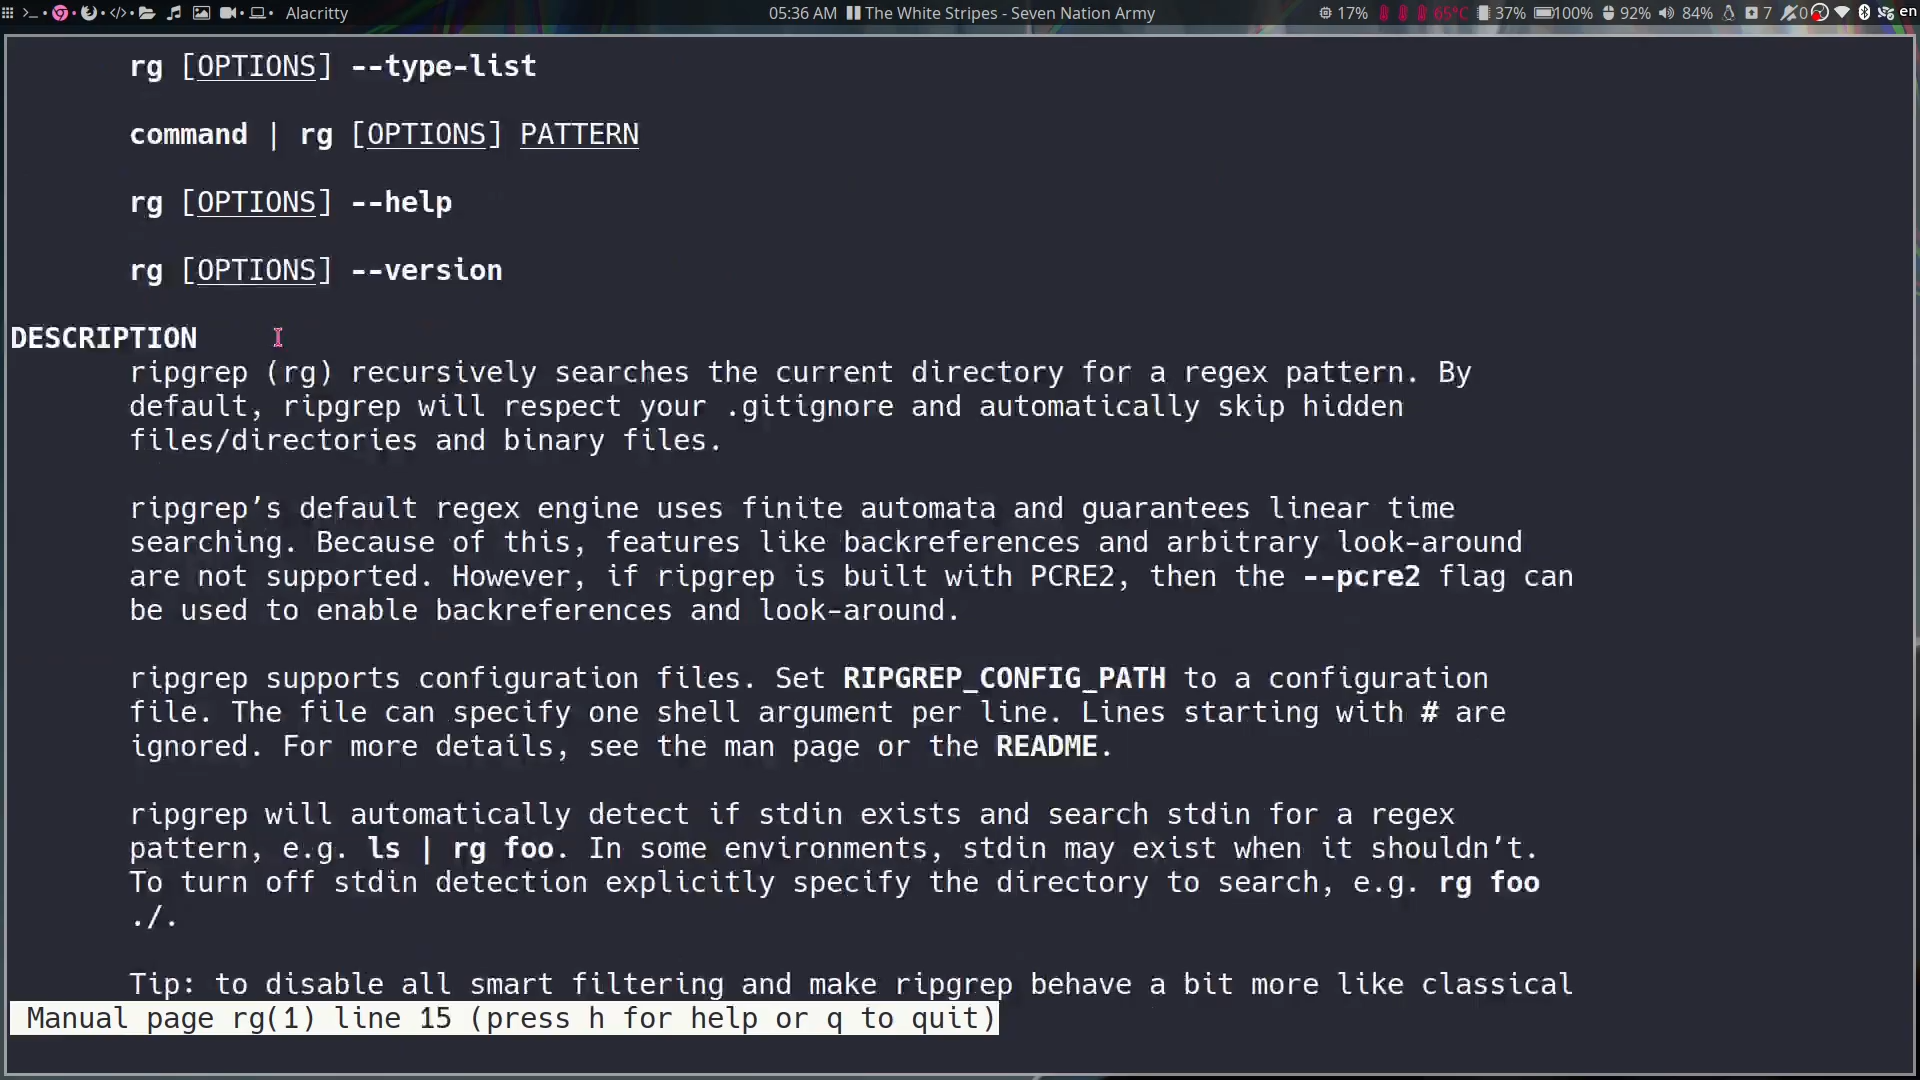 Alacritty
05:36 AM The White Stripes - Seven Nation Army
17% 65°C 37% 100% 92% 84% 7 0 en
rg [OPTIONS] --type-list
command | rg [OPTIONS] PATTERN
rg [OPTIONS] --help
rg [OPTIONS] --version
DESCRIPTION
ripgrep (rg) recursively searches the current directory for a regex pattern. By
default, ripgrep will respect your .gitignore and automatically skip hidden
files/directories and binary files.
ripgrep’s default regex engine uses finite automata and guarantees linear time
searching. Because of this, features like backreferences and arbitrary look-around
are not supported. However, if ripgrep is built with PCRE2, then the --pcre2 flag can
be used to enable backreferences and look-around.
ripgrep supports configuration files. Set RIPGREP_CONFIG_PATH to a configuration
file. The file can specify one shell argument per line. Lines starting with # are
ignored. For more details, see the man page or the README.
ripgrep will automatically detect if stdin exists and search stdin for a regex
pattern, e.g. ls | rg foo. In some environments, stdin may exist when it shouldn’t.
To turn off stdin detection explicitly specify the directory to search, e.g. rg foo
./.
Tip: to disable all smart filtering and make ripgrep behave a bit more like classical
Manual page rg(1) line 15 (press h for help or q to quit)